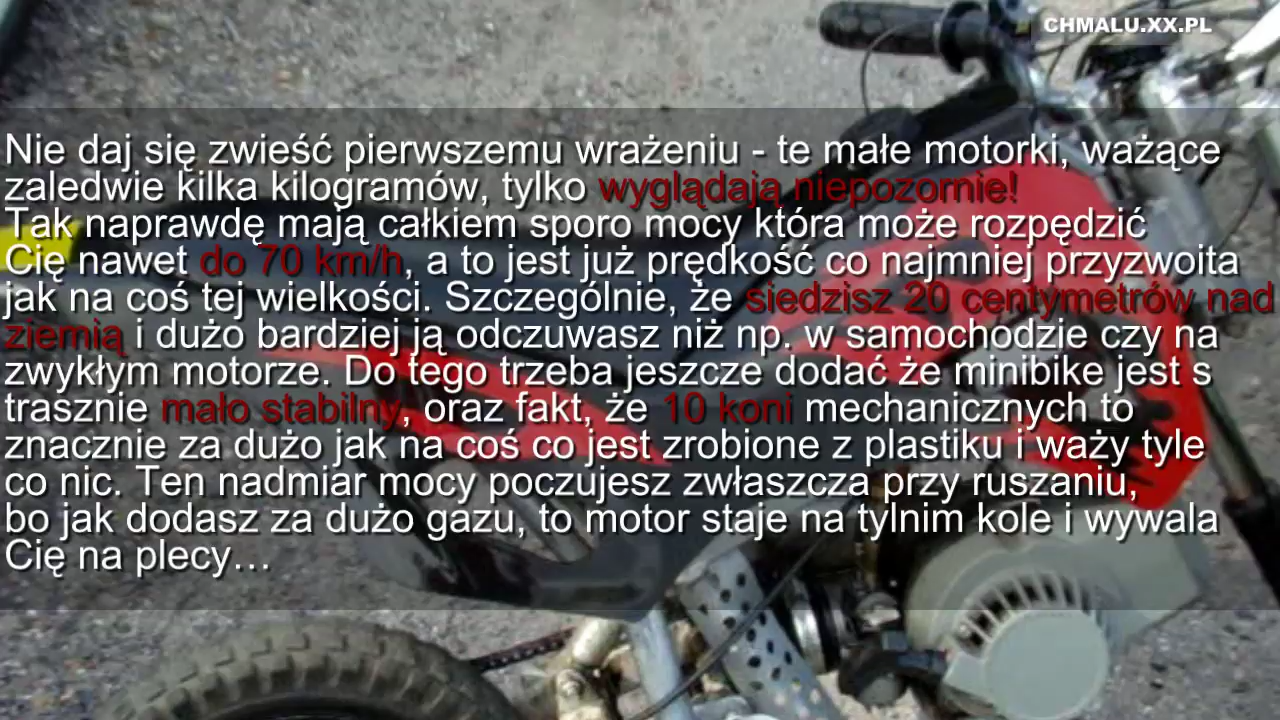 CHMALU.XX.PL
Nie daj się zwieść pierwszemu wrażeniu - te małe motorki, ważące
zaledwie kilka kilogramów, tylko wyglądają niepozornie!
Tak naprawdę mają całkiem sporo mocy która może rozpędzić
Cię nawet do 70 km/h, a to jest już prędkość co najmniej przyzwoita
jak na coś tej wielkości. Szczególnie, że siedzisz 20 centymetrów nad
ziemią i dużo bardziej ją odczuwasz niż np. w samochodzie czy na
zwykłym motorze. Do tego trzeba jeszcze dodać że minibike jest s
trasznie mało stabilny, oraz fakt, że 10 koni mechanicznych to
znacznie za dużo jak na coś co jest zrobione z plastiku i waży tyle
co nic. Ten nadmiar mocy poczujesz zwłaszcza przy ruszaniu,
bo jak dodasz za dużo gazu, to motor staje na tylnim kole i wywala
Cię na plecy…